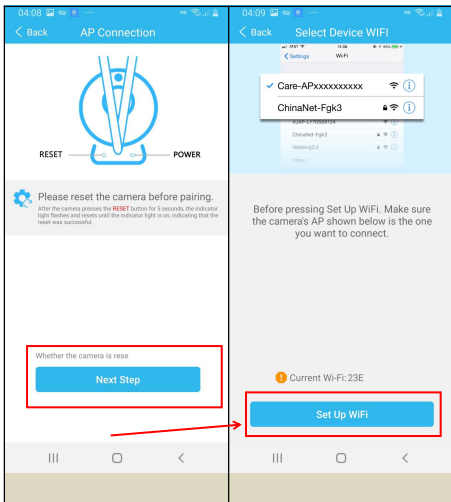 04:08
< Back AP Connection
RESET
POWER
Please reset the camera before pairing.
After the camera presses the RESET button for 5 seconds, the indicator
light flashes and resets until the indicator light is on, indicating that the
reset was successful.
Whether the camera is rese
Next Step
04:09
< Back Select Device WIFI
AT&T
< Settings Wi-Fi
Care-APxxxxxxxxxx
ChinaNet-Fgk3
ChinaNet-Fgk3
Before pressing Set Up WiFi. Make sure
the camera's AP shown below is the one
you want to connect.
Current Wi-Fi: 23E
Set Up WiFi